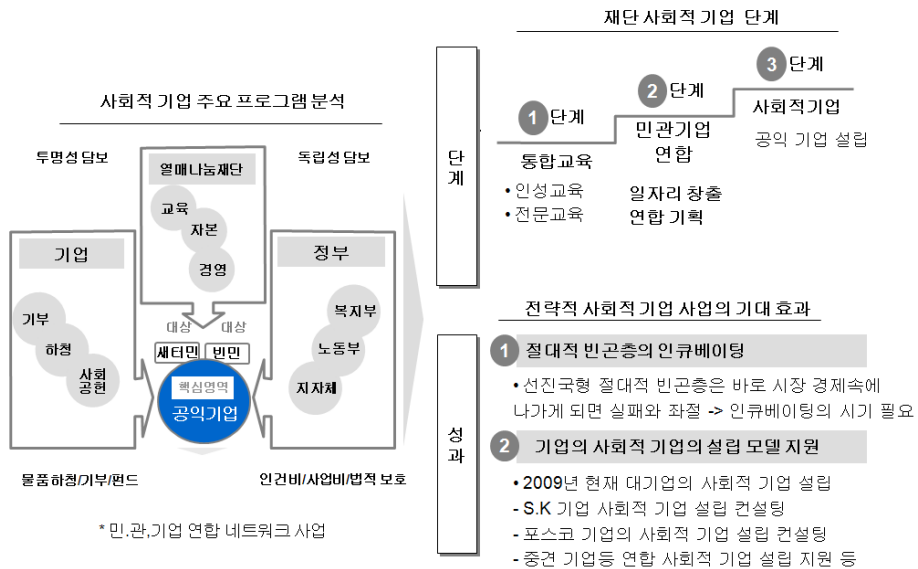 사회적 기업 주요 프로그램 분석
투명성 담보
독립성 담보
열매나눔재단
교육
자본
경영
기업
기부
하청
사회
공헌
정부
복지부
노동부
지자체
대상
대상
새터민
빈민
핵심영역
공익기업
물품하청/기부/펀드
인건비/사업비/법적 보호
* 민.관,기업 연합 네트워크 사업
재단 사회적 기업 단계
단계
1 단계
통합교육
• 인성교육
• 전문교육
2 단계
민관기업
연합
일자리 창출
연합 기획
3 단계
사회적기업
공익 기업 설립
성과
전략적 사회적기업 사업의 기대 효과
1 절대적 빈곤층의 인큐베이팅
• 선진국형 절대적 빈곤층은 바로 시장 경제속에
나가게 되면 실패와 좌절 -> 인큐베이팅의 시기 필요
2 기업의 사회적 기업의 설립 모델 지원
• 2009년 현재 대기업의 사회적 기업 설립
- S.K 기업 사회적 기업 설립 컨설팅
- 포스코 기업의 사회적 기업 설립 컨설팅
- 중견 기업등 연합 사회적 기업 설립 지원 등